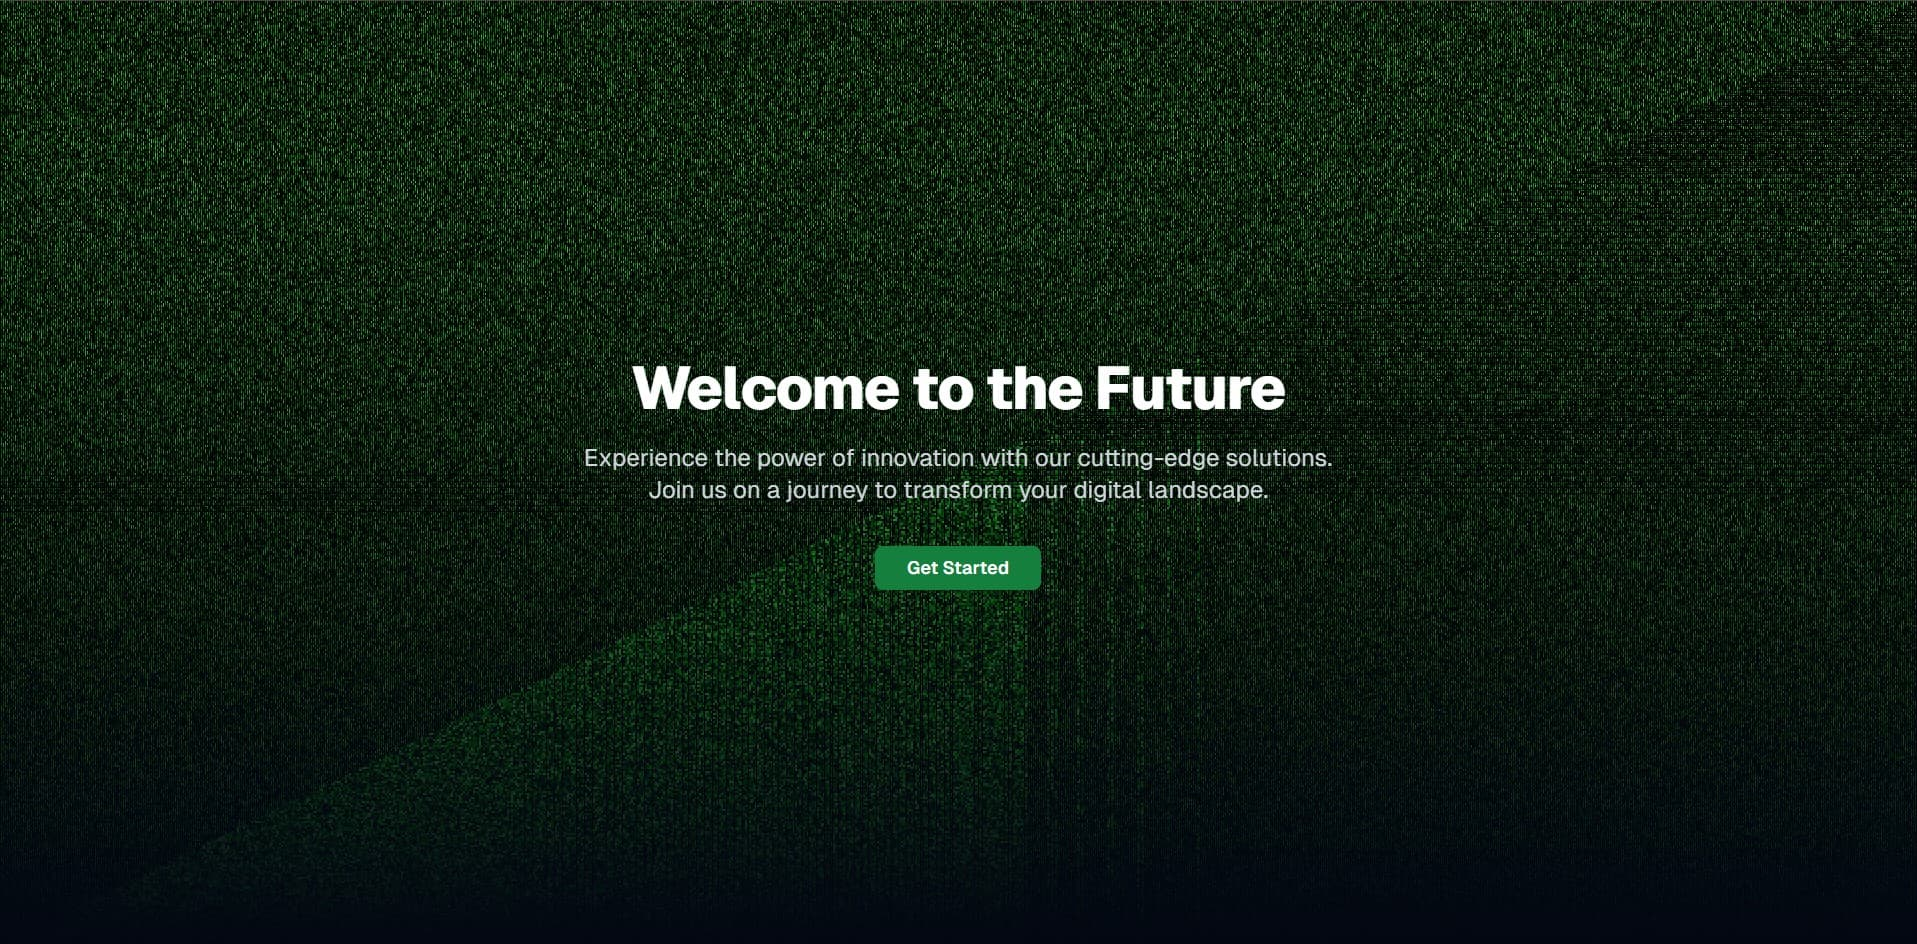 Welcome to the Future
Experience the power of innovation with our cutting-edge solutions.
Join us on a journey to transform your digital landscape.
Get Started